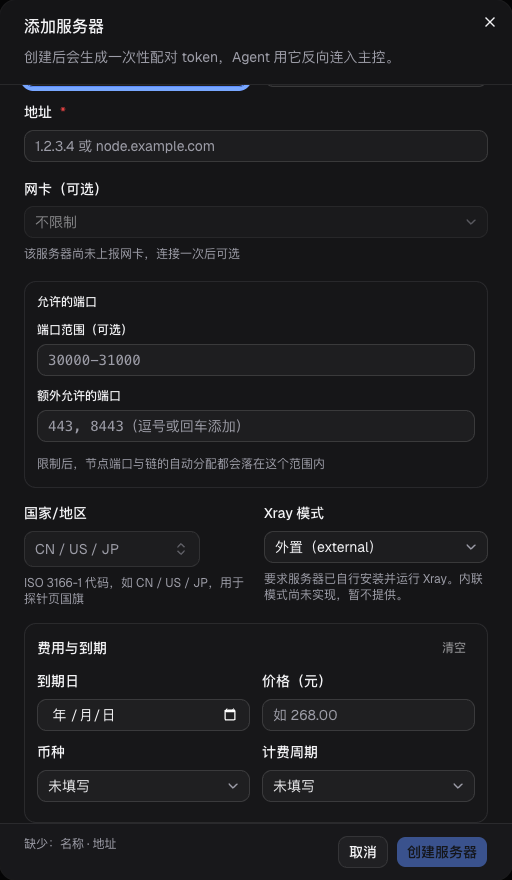 添加服务器
创建后会生成一次性配对 token，Agent 用它反向连入主控。
地址 *
1.2.3.4 或 node.example.com
网卡（可选）
不限制
该服务器尚未上报网卡，连接一次后可选
允许的端口
端口范围（可选）
30000–31000
额外允许的端口
443, 8443（逗号或回车添加）
限制后，节点端口与链的自动分配都会落在这个范围内
国家/地区
Xray 模式
CN / US / JP
外置（external）
ISO 3166-1 代码，如 CN / US / JP，用于
探针页国旗
要求服务器已自行安装并运行 Xray。内联
模式尚未实现，暂不提供。
费用与到期
清空
到期日
价格（元）
年 /月/日
如 268.00
币种
计费周期
未填写
未填写
缺少：名称 · 地址
取消
创建服务器